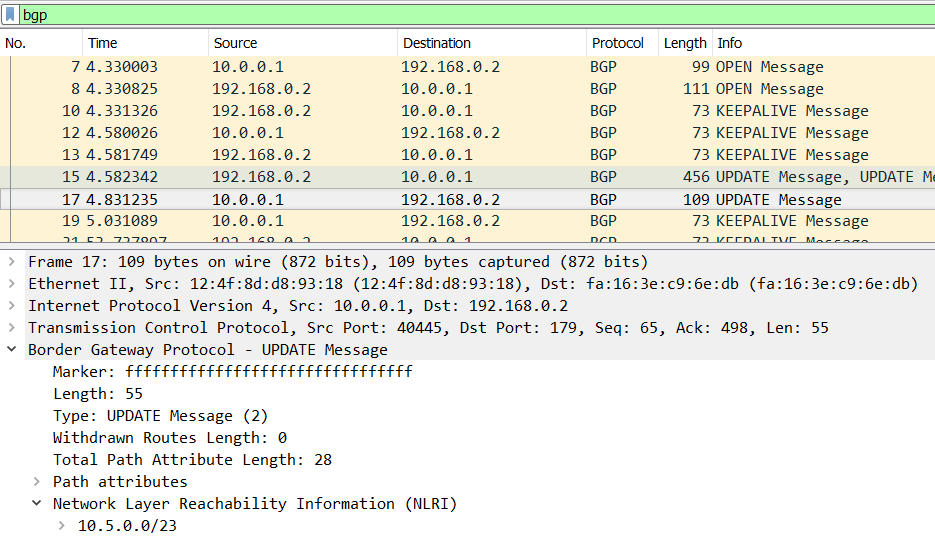 bgp
No. Time Source Destination Protocol Length Info
7 4.330003 10.0.0.1 192.168.0.2 BGP 99 OPEN Message
8 4.330825 192.168.0.2 10.0.0.1 BGP 111 OPEN Message
10 4.331326 192.168.0.2 10.0.0.1 BGP 73 KEEPALIVE Message
12 4.580026 10.0.0.1 192.168.0.2 BGP 73 KEEPALIVE Message
13 4.581749 192.168.0.2 10.0.0.1 BGP 73 KEEPALIVE Message
15 4.582342 192.168.0.2 10.0.0.1 BGP 456 UPDATE Message, UPDATE
17 4.831235 10.0.0.1 192.168.0.2 BGP 109 UPDATE Message
19 5.031089 10.0.0.1 192.168.0.2 BGP 73 KEEPALIVE Message
192.168.0.2 10.0.0.1 BGP 73 KEEPALIVE Message
Frame 17: 109 bytes on wire (872 bits), 109 bytes captured (872 bits)
Ethernet II, Src: 12:4f:8d:d8:93:18 (12:4f:8d:d8:93:18), Dst: fa:16:3e:c9:6e:db (fa:16:3e:c9:6e:db)
Internet Protocol Version 4, Src: 10.0.0.1, Dst: 192.168.0.2
Transmission Control Protocol, Src Port: 40445, Dst Port: 179, Seq: 65, Ack: 498, Len: 55
Border Gateway Protocol - UPDATE Message
Marker: ffffffffffffffffffffffffffffffff
Length: 55
Type: UPDATE Message (2)
Withdrawn Routes Length: 0
Total Path Attribute Length: 28
Path attributes
Network Layer Reachability Information (NLRI)
10.5.0.0/23